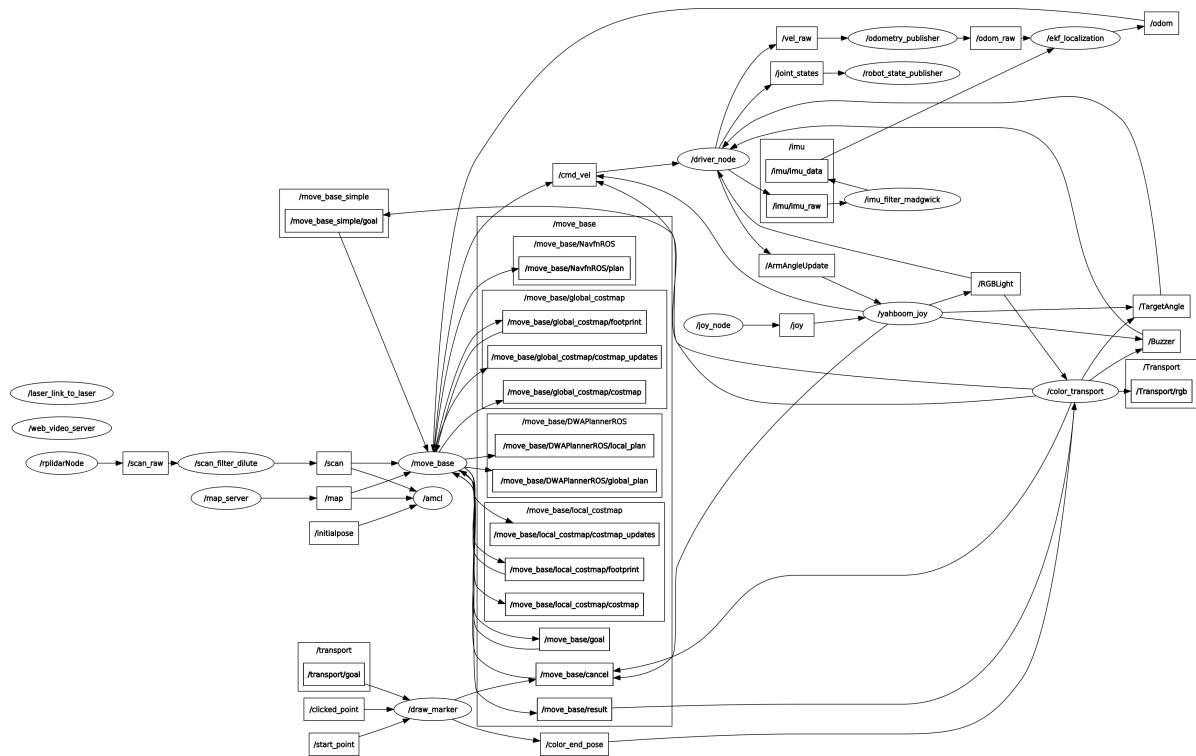 /odom
/vel_raw
/odometry_publisher
/odom_raw
/ekf_localization
/joint_states
/robot_state_publisher
/imu
/driver_node
/imu/imu_data
/cmd_vel
/move_base_simple
/imu_filter_madgwick
/imu/imu_raw
/move_base_simple/goal
/move_base
/move_base/NavfnROS
/move_base/NavfnROS/plan
/ArmAngleUpdate
/RGBLight
/move_base/global_costmap
/TargetAngle
/yahboom_joy
/move_base/global_costmap/footprint
/joy_node
/joy
/Buzzer
/move_base/global_costmap/costmap_updates
/Transport
/laser_link_to_laser
/move_base/global_costmap/costmap
/color_transport
/Transport/rgb
/move_base/DWAPlannerROS
/web_video_server
/move_base/DWAPlannerROS/local_plan
/rplidarNode
/scan_raw
/scan_filter_dilute
/scan
/move_base
/move_base/DWAPlannerROS/global_plan
/map_server
/map
/amcl
/move_base/local_costmap
/initialpose
/move_base/local_costmap/costmap_updates
/move_base/local_costmap/footprint
/move_base/local_costmap/costmap
/move_base/goal
/transport
/transport/goal
/move_base/cancel
/clicked_point
/draw_marker
/move_base/result
/start_point
/color_end_pose